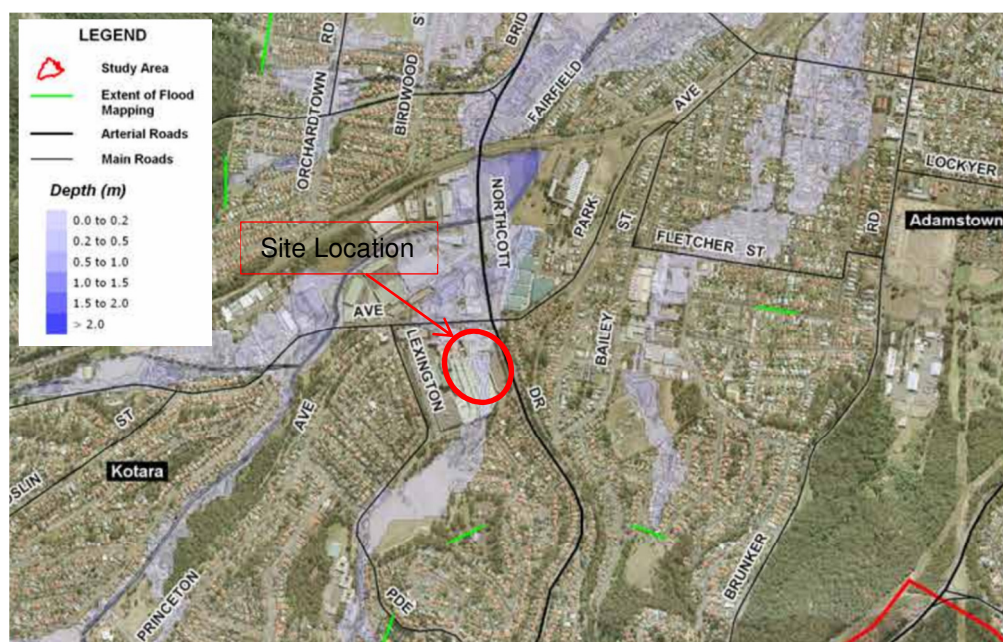 LEGEND
Study Area
Extent of Flood
Mapping
Arterial Roads
Main Roads
Depth (m)
0.0 to 0.2
0.2 to 0.5
0.5 to 1.0
1.0 to 1.5
1.5 to 2.0
> 2.0
ORCHARDTOWN
RD
BIRDWOOD
ST
BRID
FAIRFIELD
AVE
NORTHCOTT
PARK
ST
FLETCHER ST
RD
LOCKYER
Adamstown
Site Location
AVE
LEXINGTON
BAILEY
DR
ST
AVE
Kotara
OSLIN
PRINCETON
PDE
BRUNKER